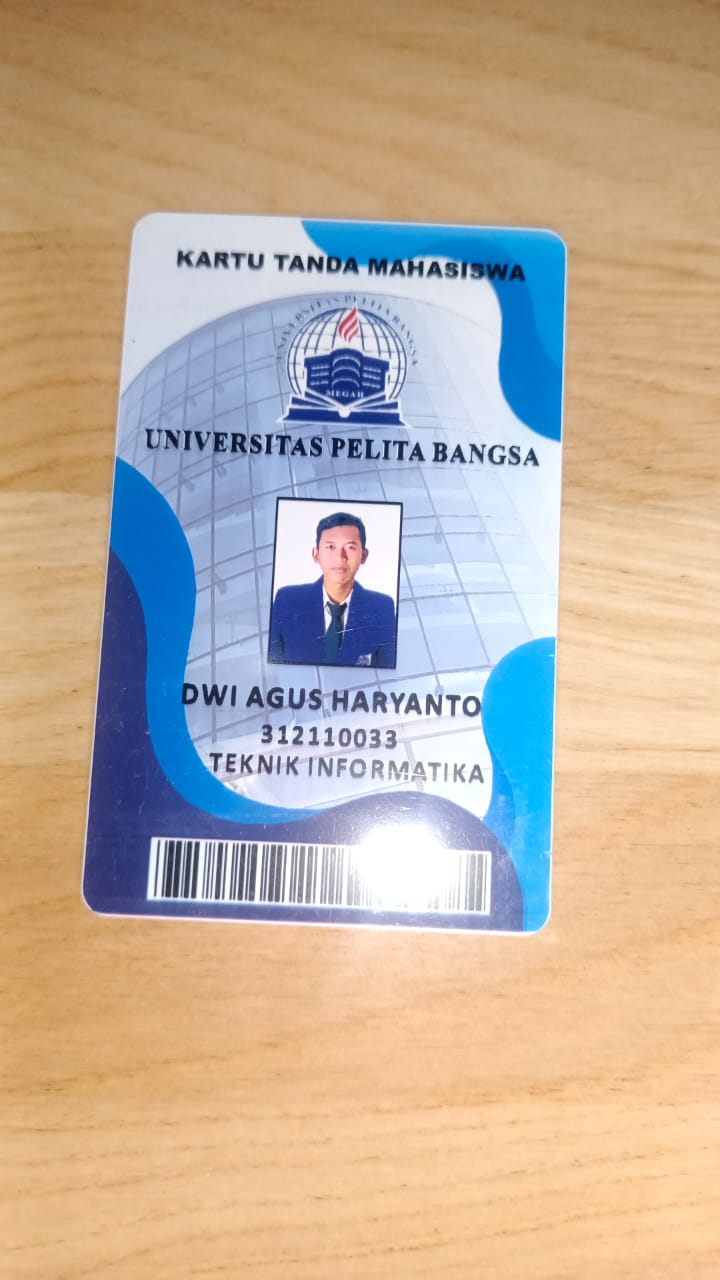 KARTU TANDA MAHASISWA
UNIVERSITAS PELITA BANGSA
MEGAH
UNIVERSITAS PELITA BANGSA
DWI AGUS HARYANTO
312110033
TEKNIK INFORMATIKA